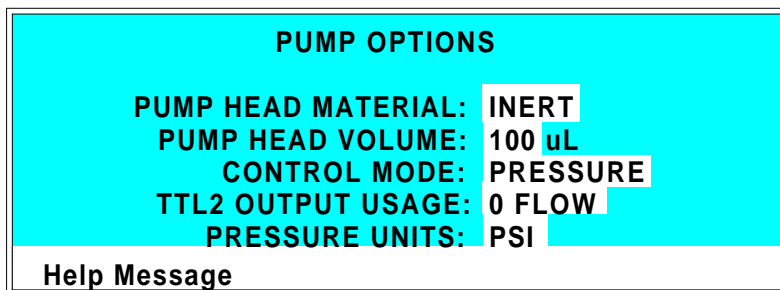 PUMP OPTIONS
PUMP HEAD MATERIAL: INERT
PUMP HEAD VOLUME: 100 uL
CONTROL MODE: PRESSURE
TTL2 OUTPUT USAGE: 0 FLOW
PRESSURE UNITS: PSI
Help Message